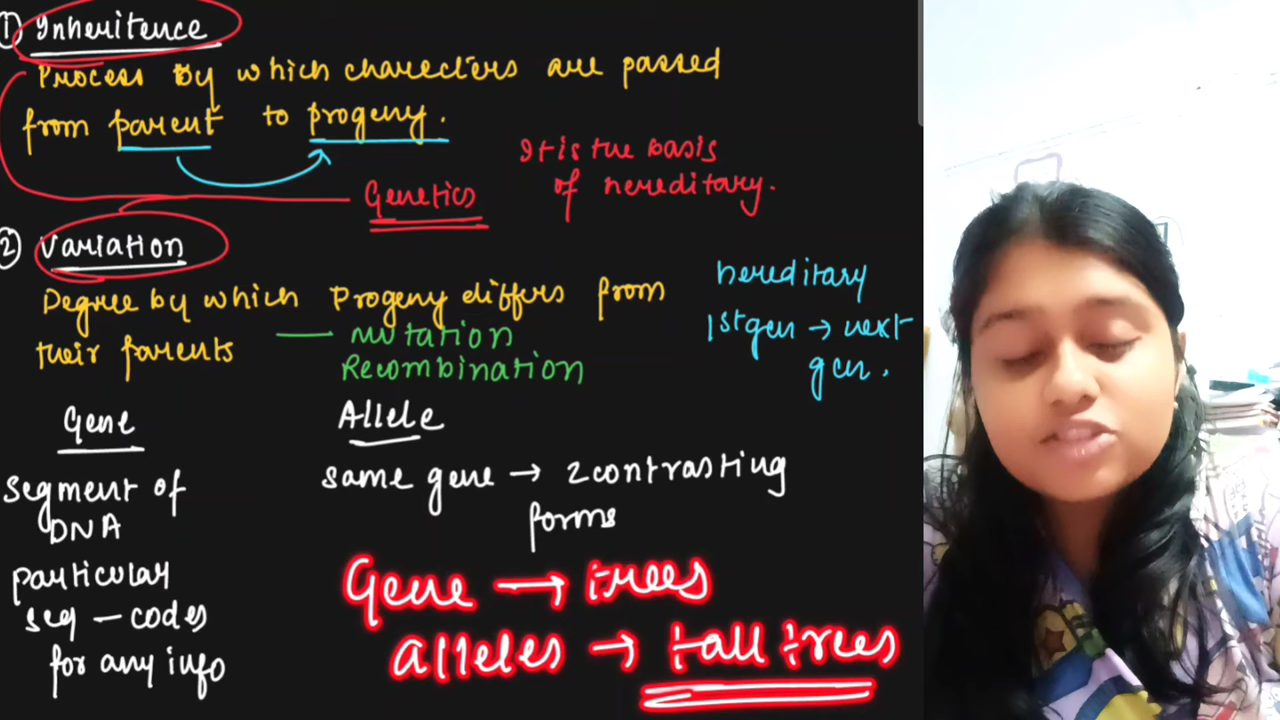 ① Inheritence
Process by which charecters are passed
from parent to progeny.
It is the basis
of hereditary.
Genetics
② Variation
Degree by which Progeny differs from
their parents
mutation
Recombination
hereditary
1st gen → next
gen.
Gene
Segment of
DNA
particular
seq - codes
for any info
Allele
same gene → 2 contrasting
forms
Gene → trees
alleles → tall trees